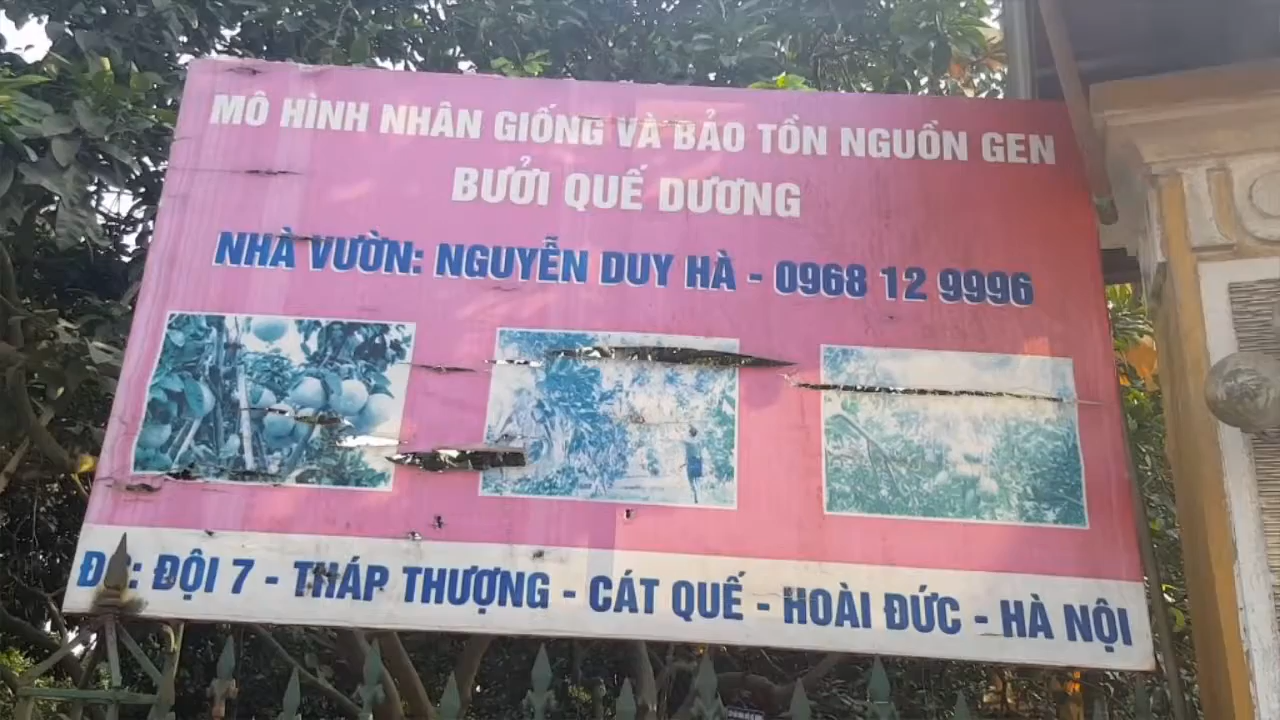 MÔ HÌNH NHÂN GIỐNG VÀ BẢO TỒN NGUỒN GEN
BƯỞI QUẾ DƯƠNG
NHÀ VƯỜN: NGUYỄN DUY HÀ - 0968 12 9996
ĐC: ĐỘI 7 - THÁP THƯỢNG - CÁT QUẾ - HOÀI ĐỨC - HÀ NỘI